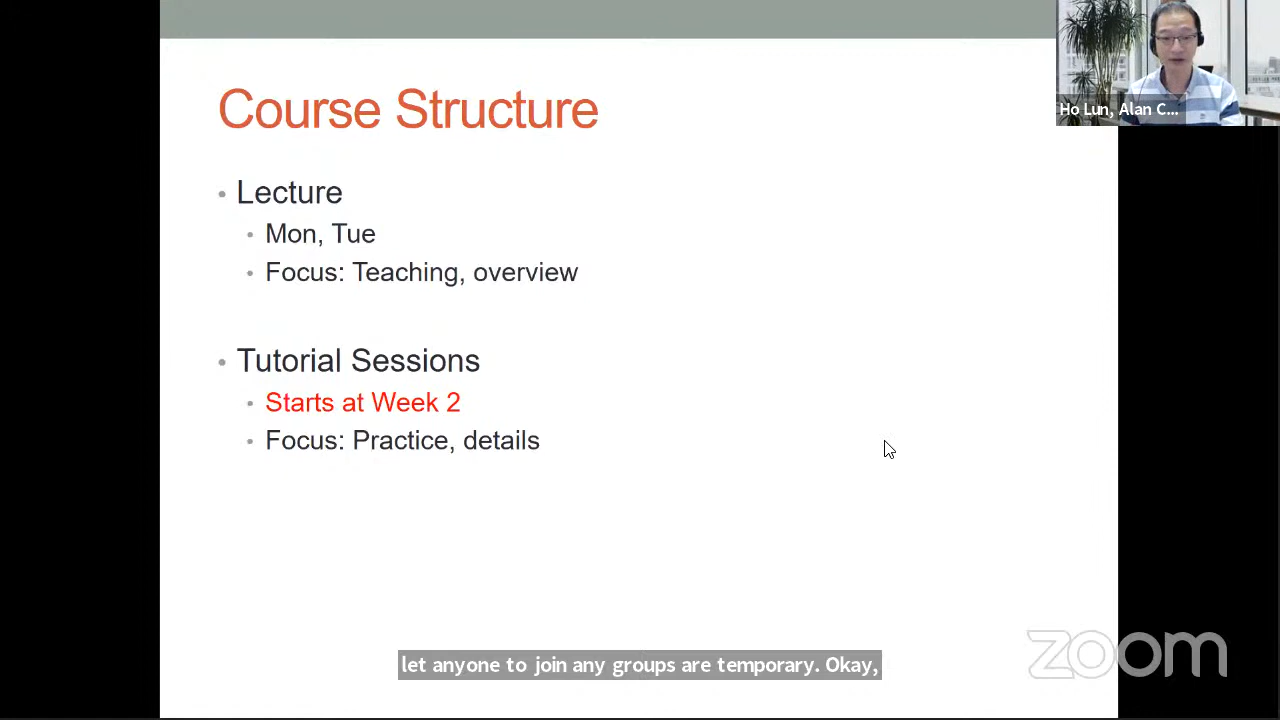 Course Structure
Ho Lun, Alan C...
• Lecture
• Mon, Tue
• Focus: Teaching, overview
• Tutorial Sessions
• Starts at Week 2
• Focus: Practice, details
zoom
let anyone to join any groups are temporary. Okay,